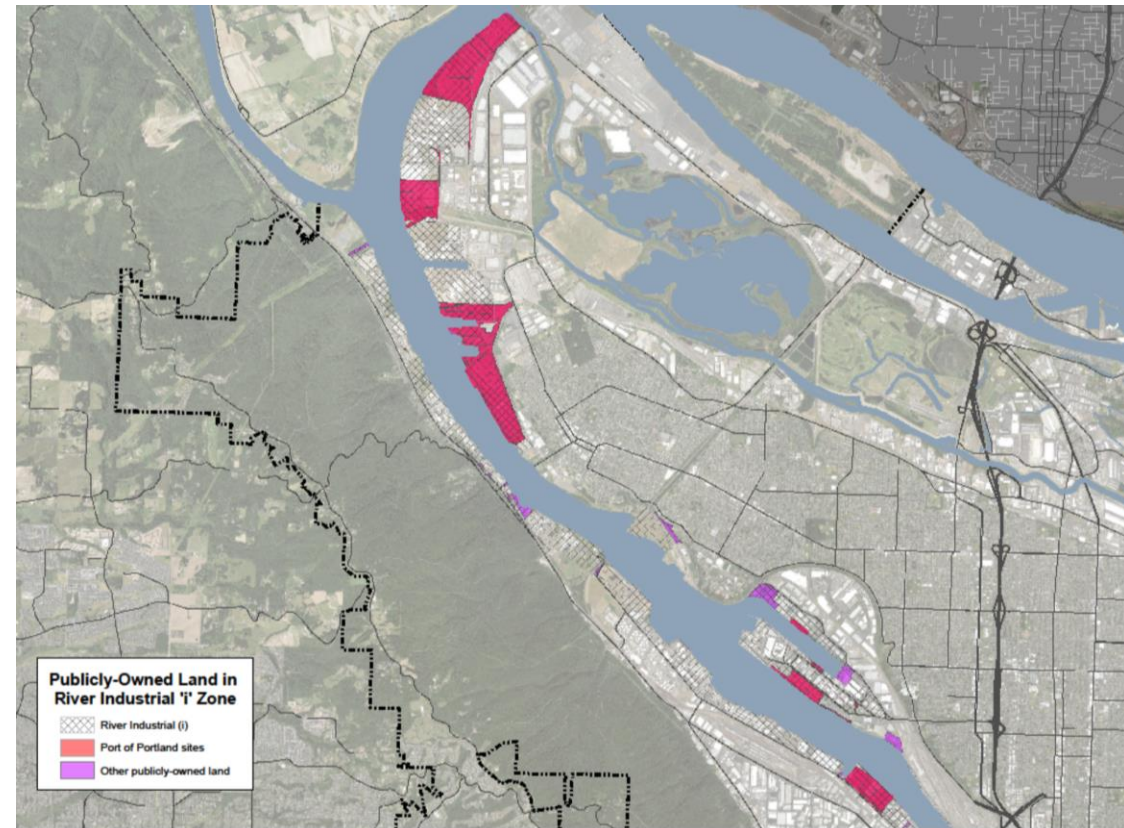 Publicly-Owned Land in
River Industrial 'i' Zone
River Industrial (i)
Port of Portland sites
Other publicly-owned land